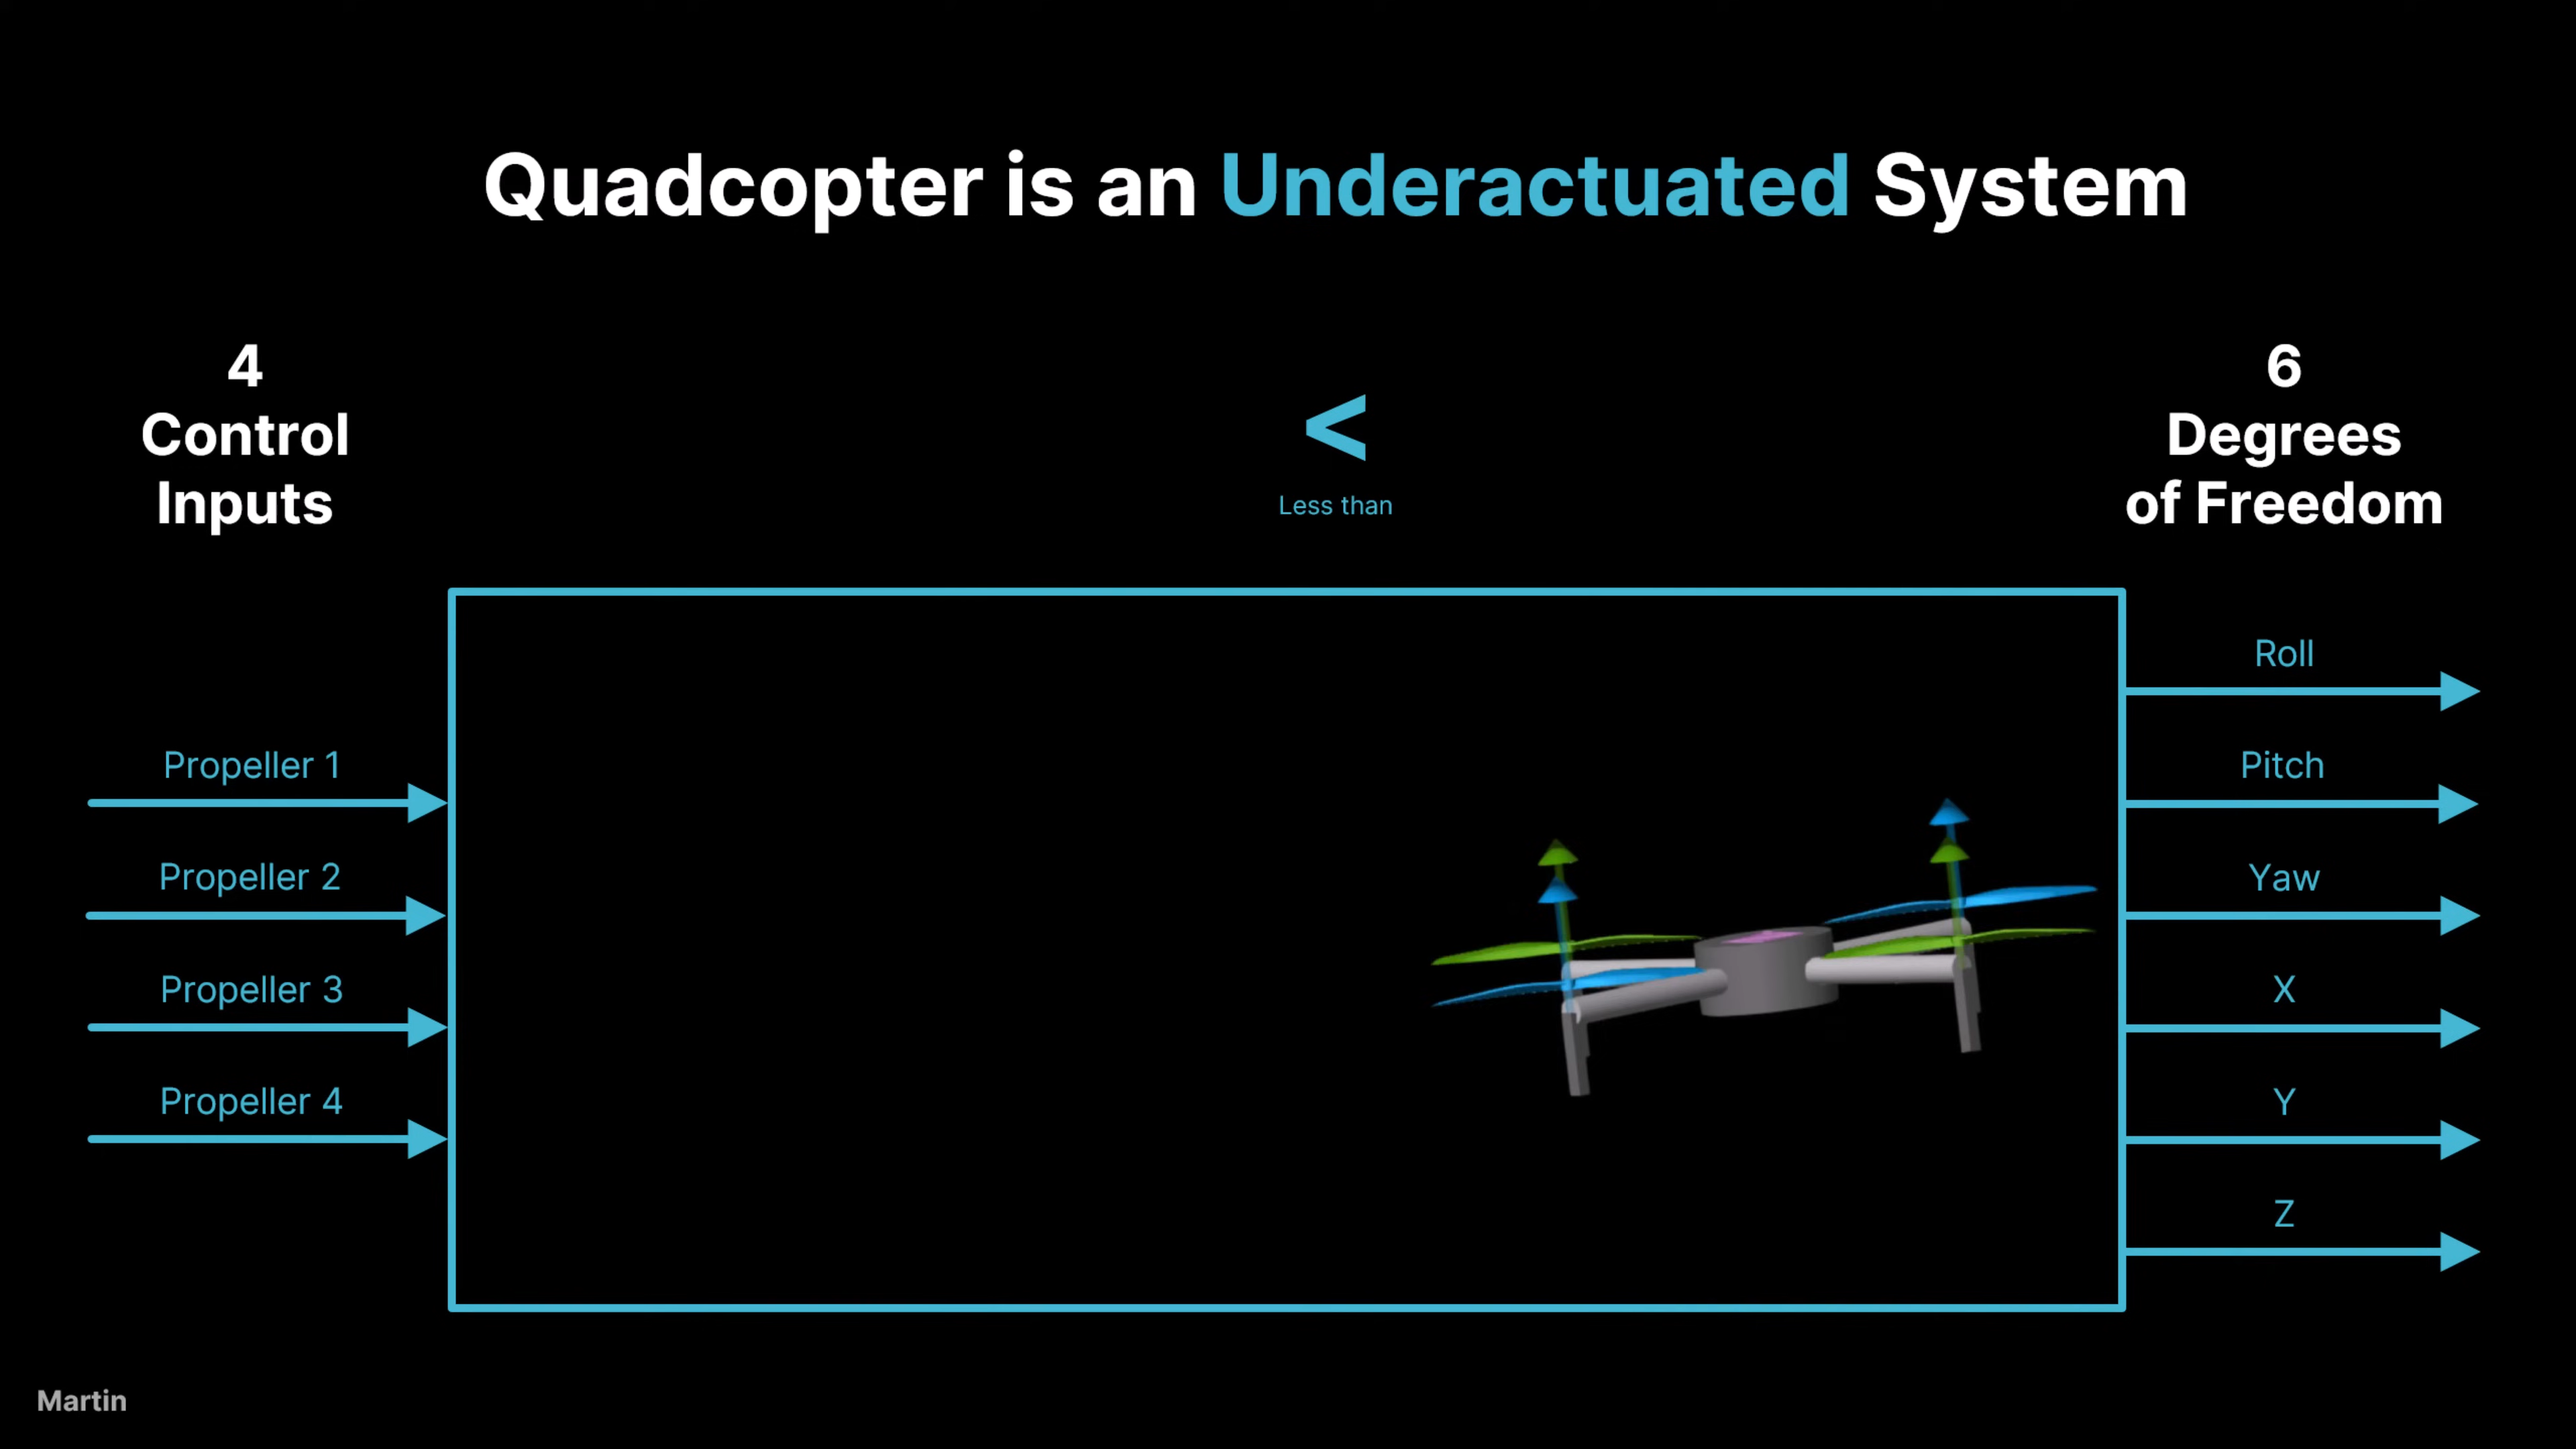 Quadcopter is an Underactuated System
4
Control
Inputs
<
Less than
6
Degrees
of Freedom
Propeller 1
Propeller 2
Propeller 3
Propeller 4
Roll
Pitch
Yaw
X
Y
Z
Martin